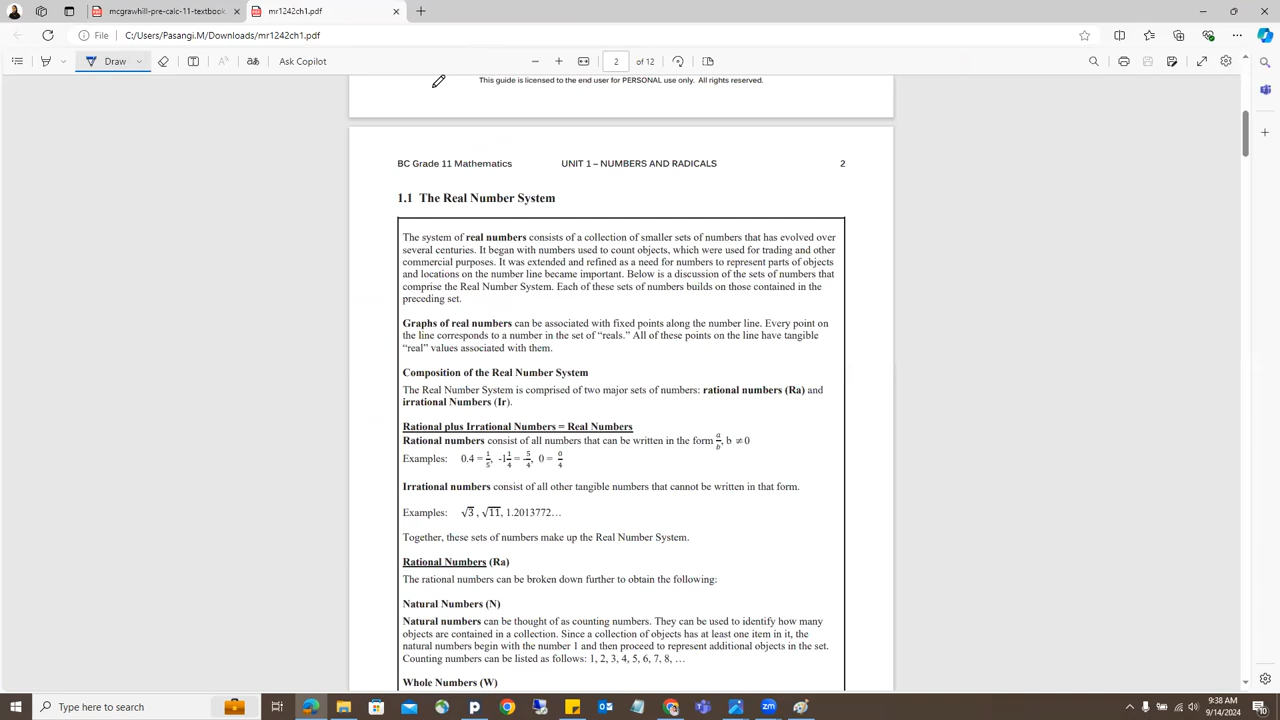 mcgrawhill-pre-calc-11-textbook
mr1242ch1.pdf
File
C:/Users/Pasangi.M/Downloads/mr1242ch1.pdf
Draw
Ask Copilot
2 of 12
This guide is licensed to the end user for PERSONAL use only. All rights reserved.
BC Grade 11 Mathematics UNIT 1 – NUMBERS AND RADICALS 2
1.1 The Real Number System
The system of real numbers consists of a collection of smaller sets of numbers that has evolved over
several centuries. It began with numbers used to count objects, which were used for trading and other
commercial purposes. It was extended and refined as a need for numbers to represent parts of objects
and locations on the number line became important. Below is a discussion of the sets of numbers that
comprise the Real Number System. Each of these sets of numbers builds on those contained in the
preceding set.
Graphs of real numbers can be associated with fixed points along the number line. Every point on
the line corresponds to a number in the set of “reals.” All of these points on the line have tangible
“real” values associated with them.
Composition of the Real Number System
The Real Number System is comprised of two major sets of numbers: rational numbers (Ra) and
irrational Numbers (Ir).
Rational plus Irrational Numbers = Real Numbers
Rational numbers consist of all numbers that can be written in the form a/b, b ≠ 0
Examples: 0.4 = 1/5, -1 1/4 = -5/4, 0 = 0/4
Irrational numbers consist of all other tangible numbers that cannot be written in that form.
Examples: √3 , √11, 1.2013772…
Together, these sets of numbers make up the Real Number System.
Rational Numbers (Ra)
The rational numbers can be broken down further to obtain the following:
Natural Numbers (N)
Natural numbers can be thought of as counting numbers. They can be used to identify how many
objects are contained in a collection. Since a collection of objects has at least one item in it, the
natural numbers begin with the number 1 and then proceed to represent additional objects in the set.
Counting numbers can be listed as follows: 1, 2, 3, 4, 5, 6, 7, 8, …
Whole Numbers (W)
Type here to search
9:38 AM
9/14/2024